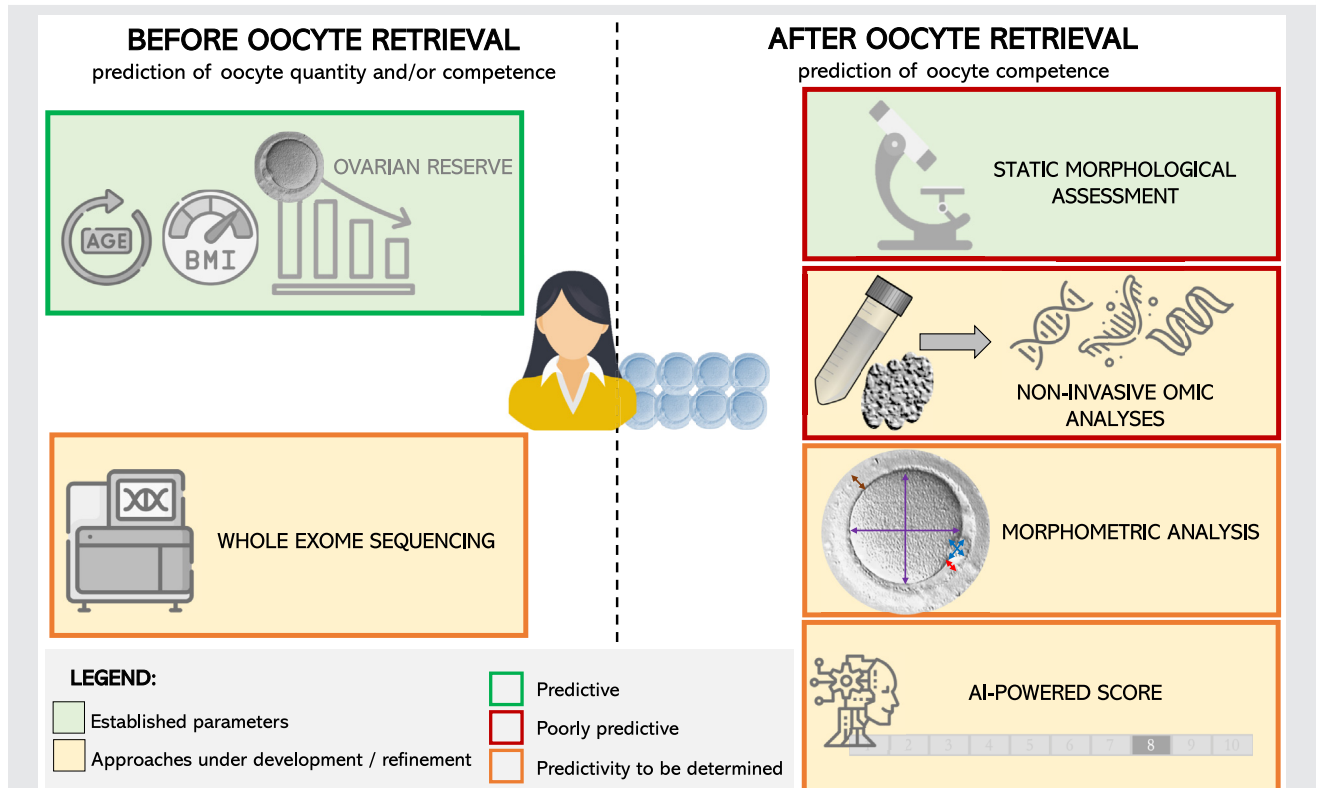 BEFORE OOCYTE RETRIEVAL
prediction of oocyte quantity and/or competence
OVARIAN RESERVE
AGE
BMI
WHOLE EXOME SEQUENCING
AFTER OOCYTE RETRIEVAL
prediction of oocyte competence
STATIC MORPHOLOGICAL
ASSESSMENT
NON-INVASIVE OMIC
ANALYSES
MORPHOMETRIC ANALYSIS
AI-POWERED SCORE
2 3 4 5 6 7 8 9 10
LEGEND:
Established parameters
Approaches under development / refinement
Predictive
Poorly predictive
Predictivity to be determined